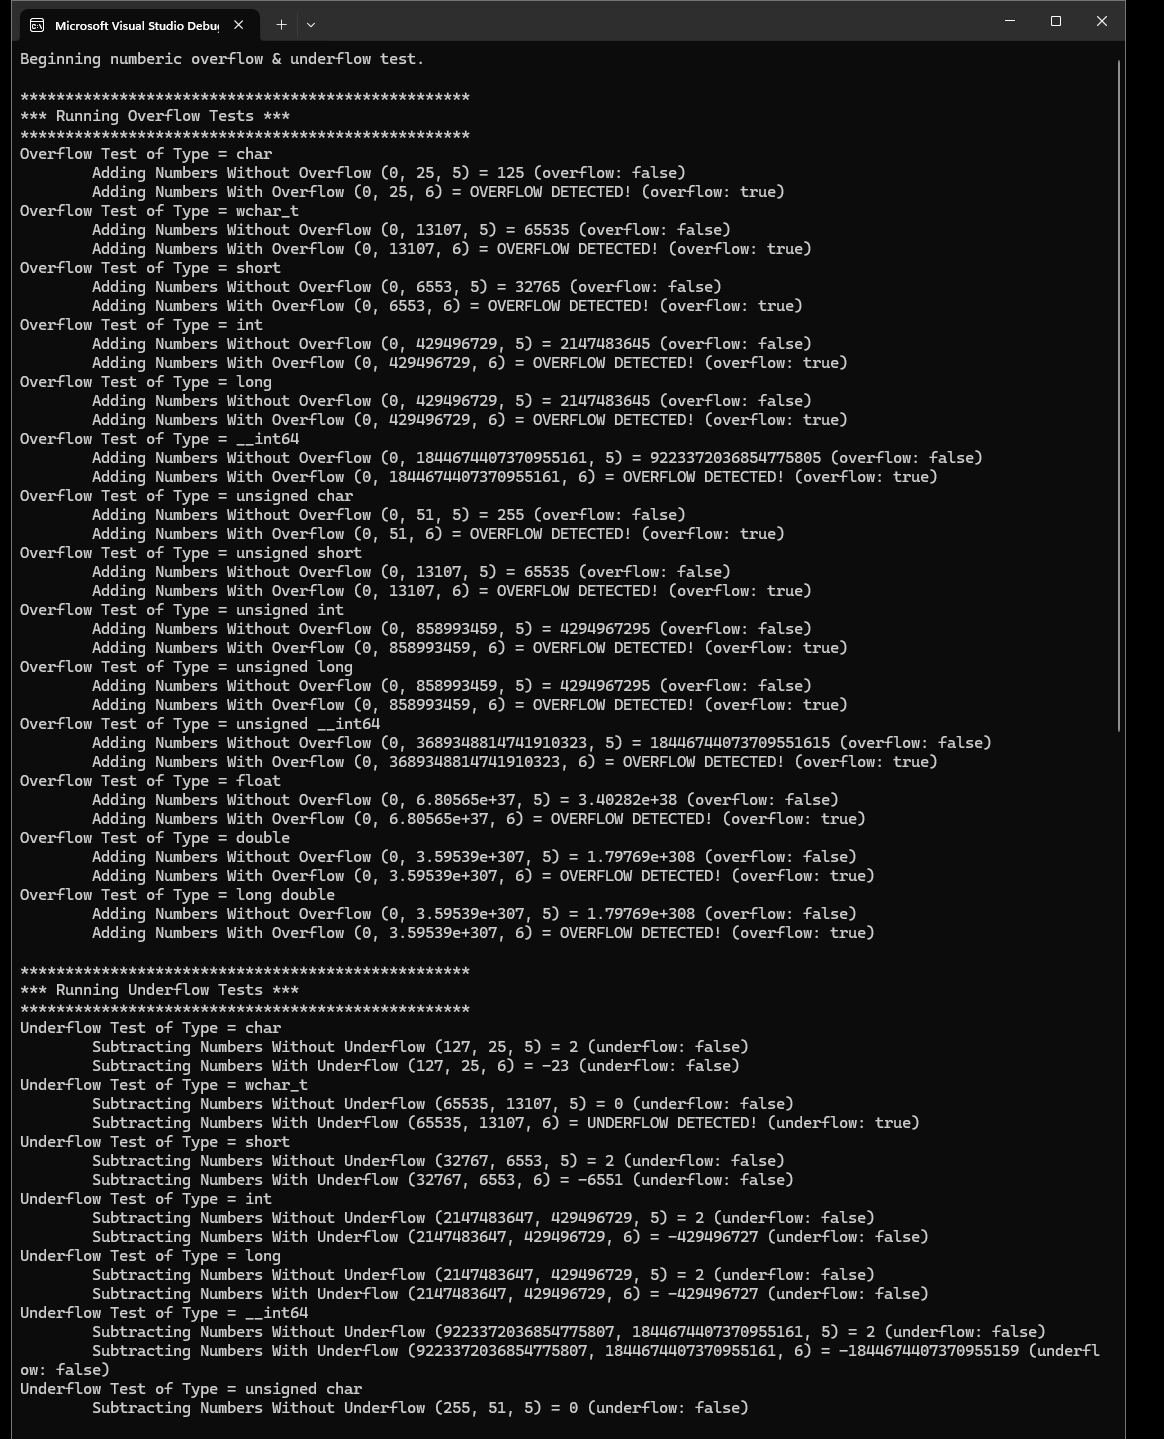 Microsoft Visual Studio Debu
Beginning numberic overflow & underflow test.
**************************************************
*** Running Overflow Tests ***
**************************************************
Overflow Test of Type = char
Adding Numbers Without Overflow (0, 25, 5) = 125 (overflow: false)
Adding Numbers With Overflow (0, 25, 6) = OVERFLOW DETECTED! (overflow: true)
Overflow Test of Type = wchar_t
Adding Numbers Without Overflow (0, 13107, 5) = 65535 (overflow: false)
Adding Numbers With Overflow (0, 13107, 6) = OVERFLOW DETECTED! (overflow: true)
Overflow Test of Type = short
Adding Numbers Without Overflow (0, 6553, 5) = 32765 (overflow: false)
Adding Numbers With Overflow (0, 6553, 6) = OVERFLOW DETECTED! (overflow: true)
Overflow Test of Type = int
Adding Numbers Without Overflow (0, 429496729, 5) = 2147483645 (overflow: false)
Adding Numbers With Overflow (0, 429496729, 6) = OVERFLOW DETECTED! (overflow: true)
Overflow Test of Type = long
Adding Numbers Without Overflow (0, 429496729, 5) = 2147483645 (overflow: false)
Adding Numbers With Overflow (0, 429496729, 6) = OVERFLOW DETECTED! (overflow: true)
Overflow Test of Type = __int64
Adding Numbers Without Overflow (0, 1844674407370955161, 5) = 9223372036854775805 (overflow: false)
Adding Numbers With Overflow (0, 1844674407370955161, 6) = OVERFLOW DETECTED! (overflow: true)
Overflow Test of Type = unsigned char
Adding Numbers Without Overflow (0, 51, 5) = 255 (overflow: false)
Adding Numbers With Overflow (0, 51, 6) = OVERFLOW DETECTED! (overflow: true)
Overflow Test of Type = unsigned short
Adding Numbers Without Overflow (0, 13107, 5) = 65535 (overflow: false)
Adding Numbers With Overflow (0, 13107, 6) = OVERFLOW DETECTED! (overflow: true)
Overflow Test of Type = unsigned int
Adding Numbers Without Overflow (0, 858993459, 5) = 4294967295 (overflow: false)
Adding Numbers With Overflow (0, 858993459, 6) = OVERFLOW DETECTED! (overflow: true)
Overflow Test of Type = unsigned long
Adding Numbers Without Overflow (0, 858993459, 5) = 4294967295 (overflow: false)
Adding Numbers With Overflow (0, 858993459, 6) = OVERFLOW DETECTED! (overflow: true)
Overflow Test of Type = unsigned __int64
Adding Numbers Without Overflow (0, 3689348814741910323, 5) = 18446744073709551615 (overflow: false)
Adding Numbers With Overflow (0, 3689348814741910323, 6) = OVERFLOW DETECTED! (overflow: true)
Overflow Test of Type = float
Adding Numbers Without Overflow (0, 6.80565e+37, 5) = 3.40282e+38 (overflow: false)
Adding Numbers With Overflow (0, 6.80565e+37, 6) = OVERFLOW DETECTED! (overflow: true)
Overflow Test of Type = double
Adding Numbers Without Overflow (0, 3.59539e+307, 5) = 1.79769e+308 (overflow: false)
Adding Numbers With Overflow (0, 3.59539e+307, 6) = OVERFLOW DETECTED! (overflow: true)
Overflow Test of Type = long double
Adding Numbers Without Overflow (0, 3.59539e+307, 5) = 1.79769e+308 (overflow: false)
Adding Numbers With Overflow (0, 3.59539e+307, 6) = OVERFLOW DETECTED! (overflow: true)
**************************************************
*** Running Underflow Tests ***
**************************************************
Underflow Test of Type = char
Subtracting Numbers Without Underflow (127, 25, 5) = 2 (underflow: false)
Subtracting Numbers With Underflow (127, 25, 6) = -23 (underflow: false)
Underflow Test of Type = wchar_t
Subtracting Numbers Without Underflow (65535, 13107, 5) = 0 (underflow: false)
Subtracting Numbers With Underflow (65535, 13107, 6) = UNDERFLOW DETECTED! (underflow: true)
Underflow Test of Type = short
Subtracting Numbers Without Underflow (32767, 6553, 5) = 2 (underflow: false)
Subtracting Numbers With Underflow (32767, 6553, 6) = -6551 (underflow: false)
Underflow Test of Type = int
Subtracting Numbers Without Underflow (2147483647, 429496729, 5) = 2 (underflow: false)
Subtracting Numbers With Underflow (2147483647, 429496729, 6) = -429496727 (underflow: false)
Underflow Test of Type = long
Subtracting Numbers Without Underflow (2147483647, 429496729, 5) = 2 (underflow: false)
Subtracting Numbers With Underflow (2147483647, 429496729, 6) = -429496727 (underflow: false)
Underflow Test of Type = __int64
Subtracting Numbers Without Underflow (9223372036854775807, 1844674407370955161, 5) = 2 (underflow: false)
Subtracting Numbers With Underflow (9223372036854775807, 1844674407370955161, 6) = -1844674407370955159 (underfl
ow: false)
Underflow Test of Type = unsigned char
Subtracting Numbers Without Underflow (255, 51, 5) = 0 (underflow: false)